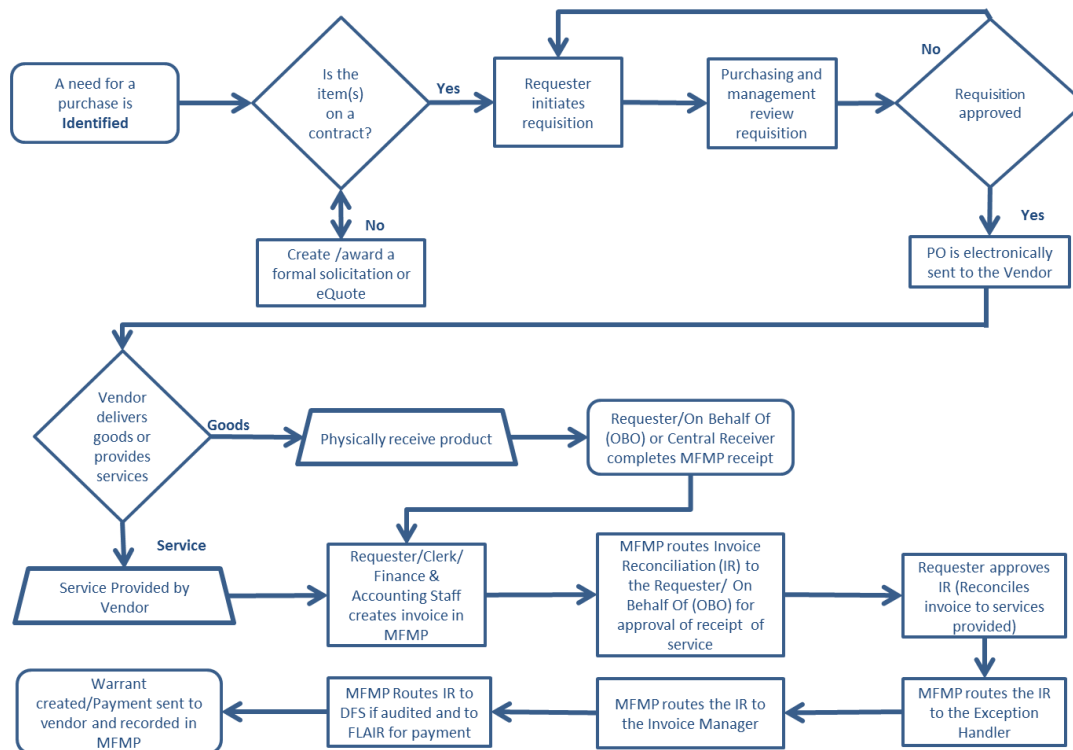 A need for a
purchase is
Identified
Is the
item(s)
on a
contract?
Yes
No
Create /award a
formal solicitation or
eQuote
Requester
initiates
requisition
Purchasing and
management
review
requisition
No
Requisition
approved
Yes
PO is electronically
sent to the Vendor
Vendor
delivers
goods or
provides
services
Goods
Physically receive product
Requester/On Behalf Of
(OBO) or Central Receiver
completes MFMP receipt
Service
Service Provided by
Vendor
Requester/Clerk/
Finance &
Accounting Staff
creates invoice in
MFMP
MFMP routes Invoice
Reconciliation (IR) to
the Requester/ On
Behalf Of (OBO) for
approval of receipt of
service
Requester approves
IR (Reconciles
invoice to services
provided)
MFMP routes the IR
to the Exception
Handler
MFMP routes the IR to
the Invoice Manager
MFMP Routes IR to
DFS if audited and to
FLAIR for payment
Warrant
created/Payment sent to
vendor and recorded in
MFMP